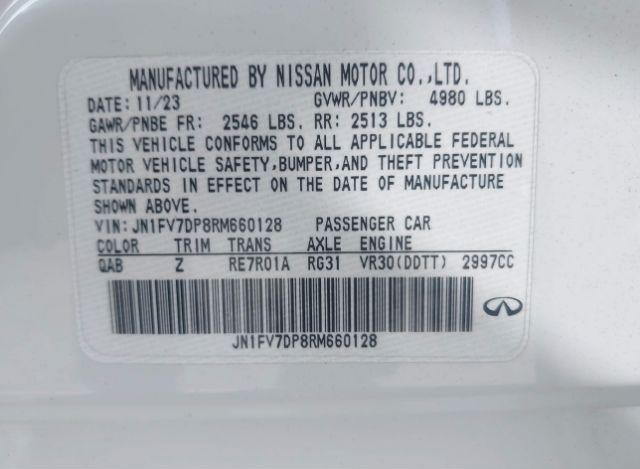 MANUFACTURED BY NISSAN MOTOR CO.,LTD.
DATE: 11/23 GVWR/PNBV: 4980 LBS.
GAWR/PNBE FR: 2546 LBS. RR: 2513 LBS.
THIS VEHICLE CONFORMS TO ALL APPLICABLE FEDERAL
MOTOR VEHICLE SAFETY,BUMPER,AND THEFT PREVENTION
STANDARDS IN EFFECT ON THE DATE OF MANUFACTURE
SHOWN ABOVE.
VIN: JN1FV7DP8RM660128 PASSENGER CAR
COLOR TRIM TRANS AXLE ENGINE
QAB Z RE7R01A RG31 VR30(DDTT) 2997CC
JN1FV7DP8RM660128